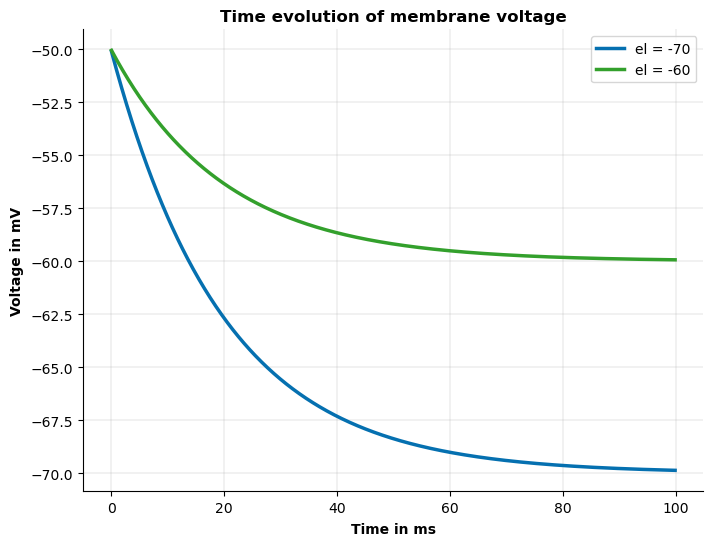 Time evolution of membrane voltage
el = -70
el = -60
−50.0
−52.5
−55.0
−57.5
−60.0
−62.5
−65.0
−67.5
−70.0
Voltage in mV
0 20 40 60 80 100
Time in ms